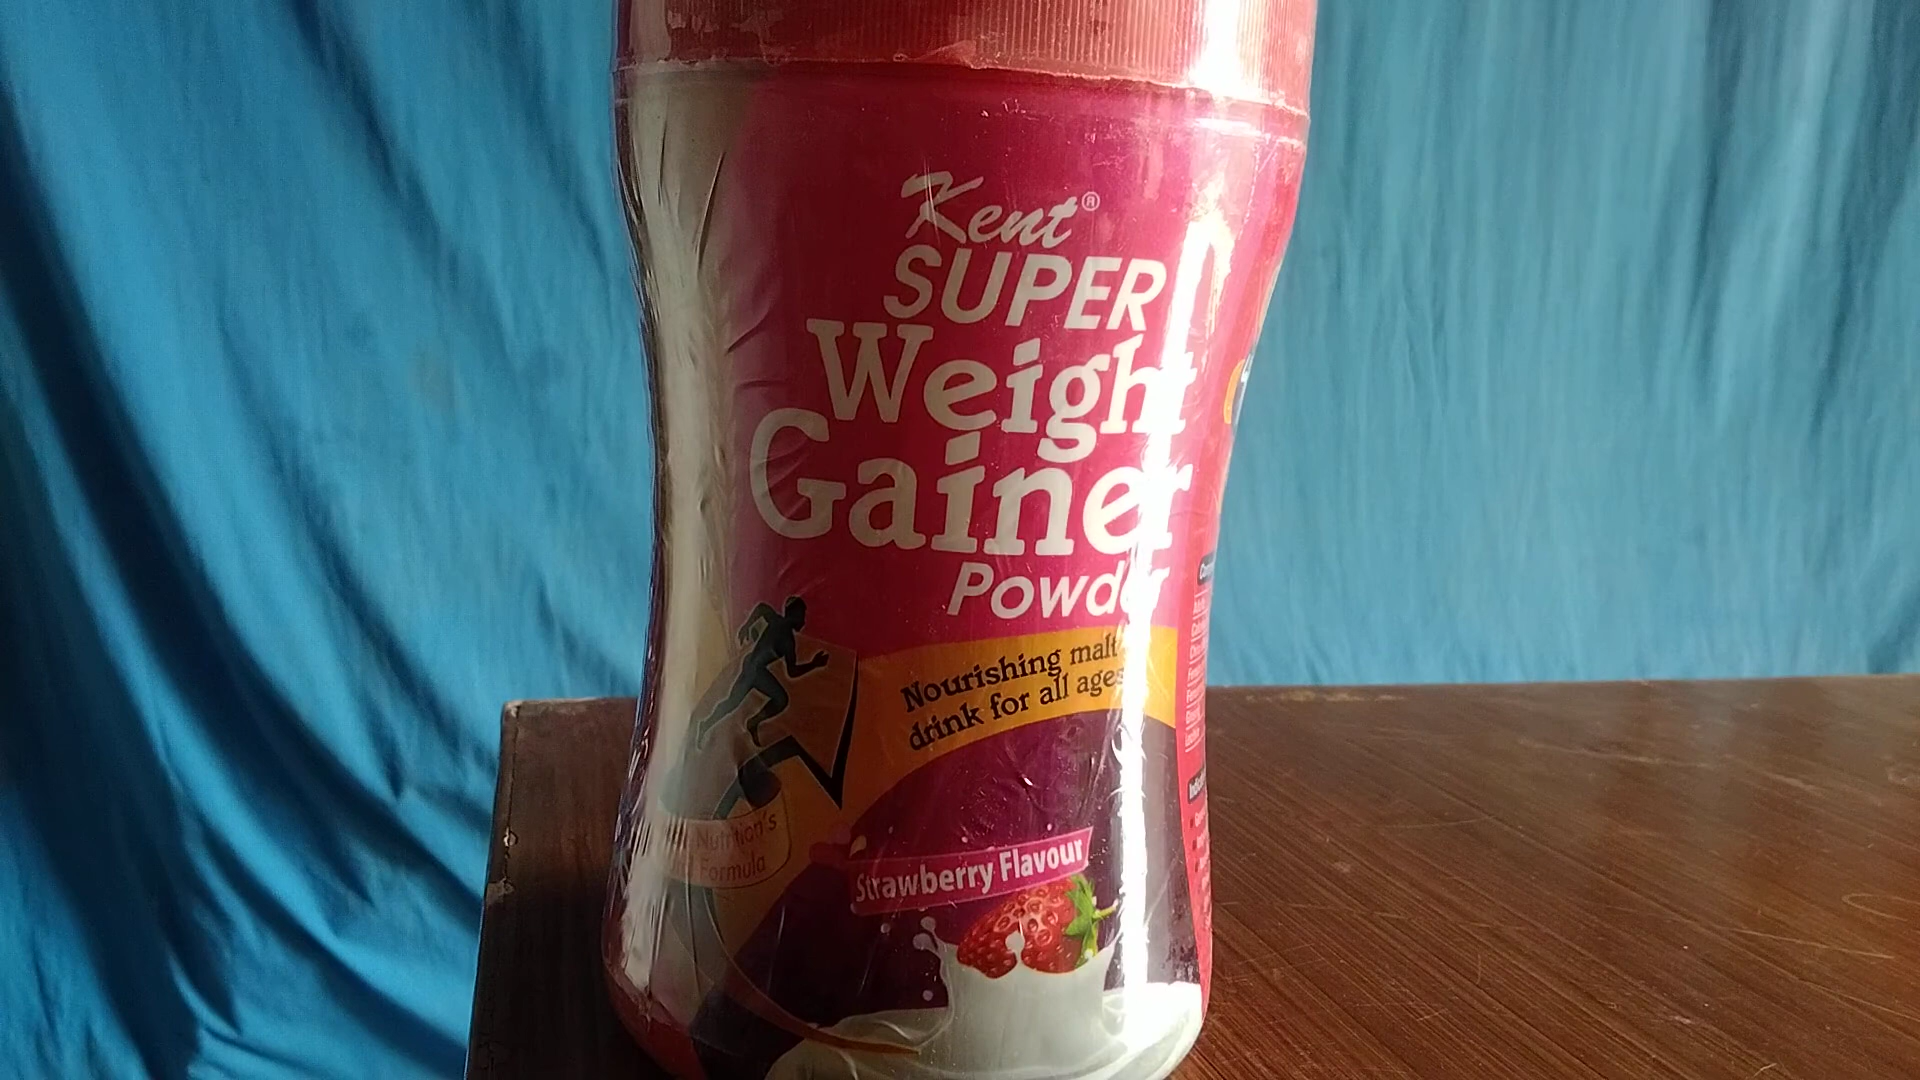 Kent®
SUPER
Weight
Gainer
Powder
Nourishing malt
drink for all ages
Nutrition's
Formula
Strawberry Flavour